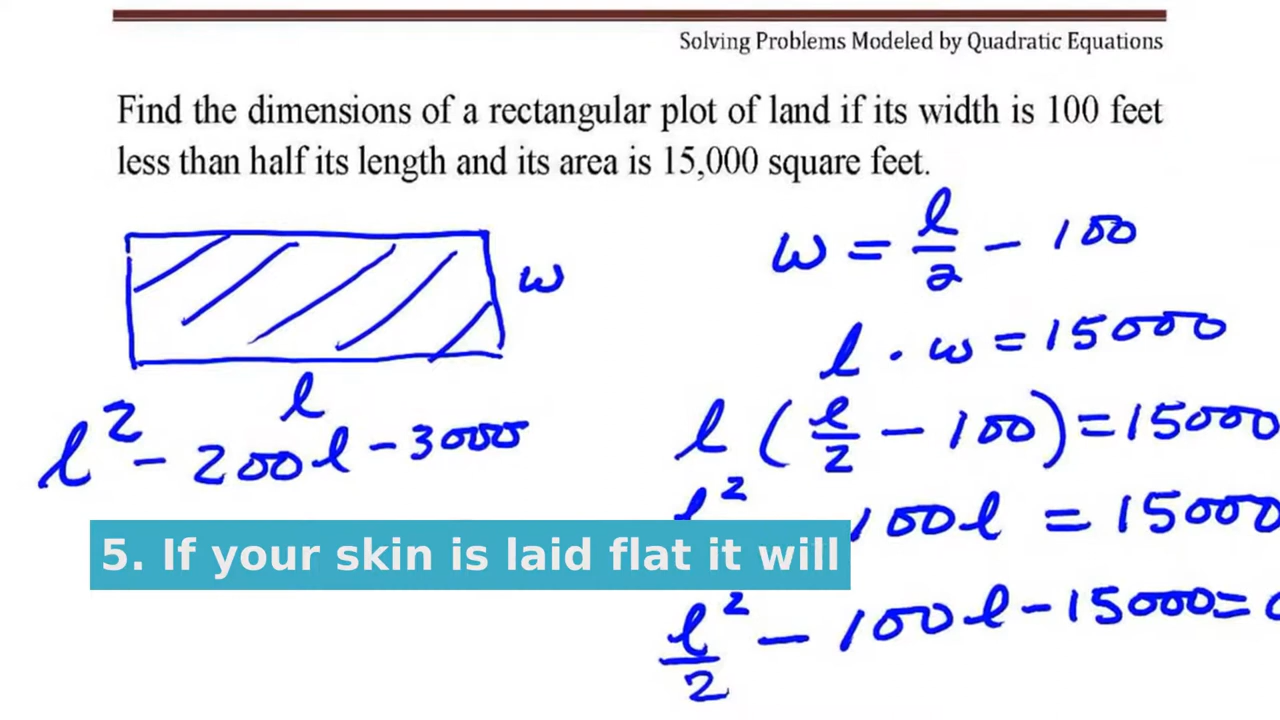 Solving Problems Modeled by Quadratic Equations
Find the dimensions of a rectangular plot of land if its width is 100 feet
less than half its length and its area is 15,000 square feet.
w = l/2 - 100
w
l · w = 15000
l
l ( l/2 - 100 ) = 15000
l² - 200l - 3000
l² 100l = 15000
5. If your skin is laid flat it will
l²/2 - 100l - 15000 = 0